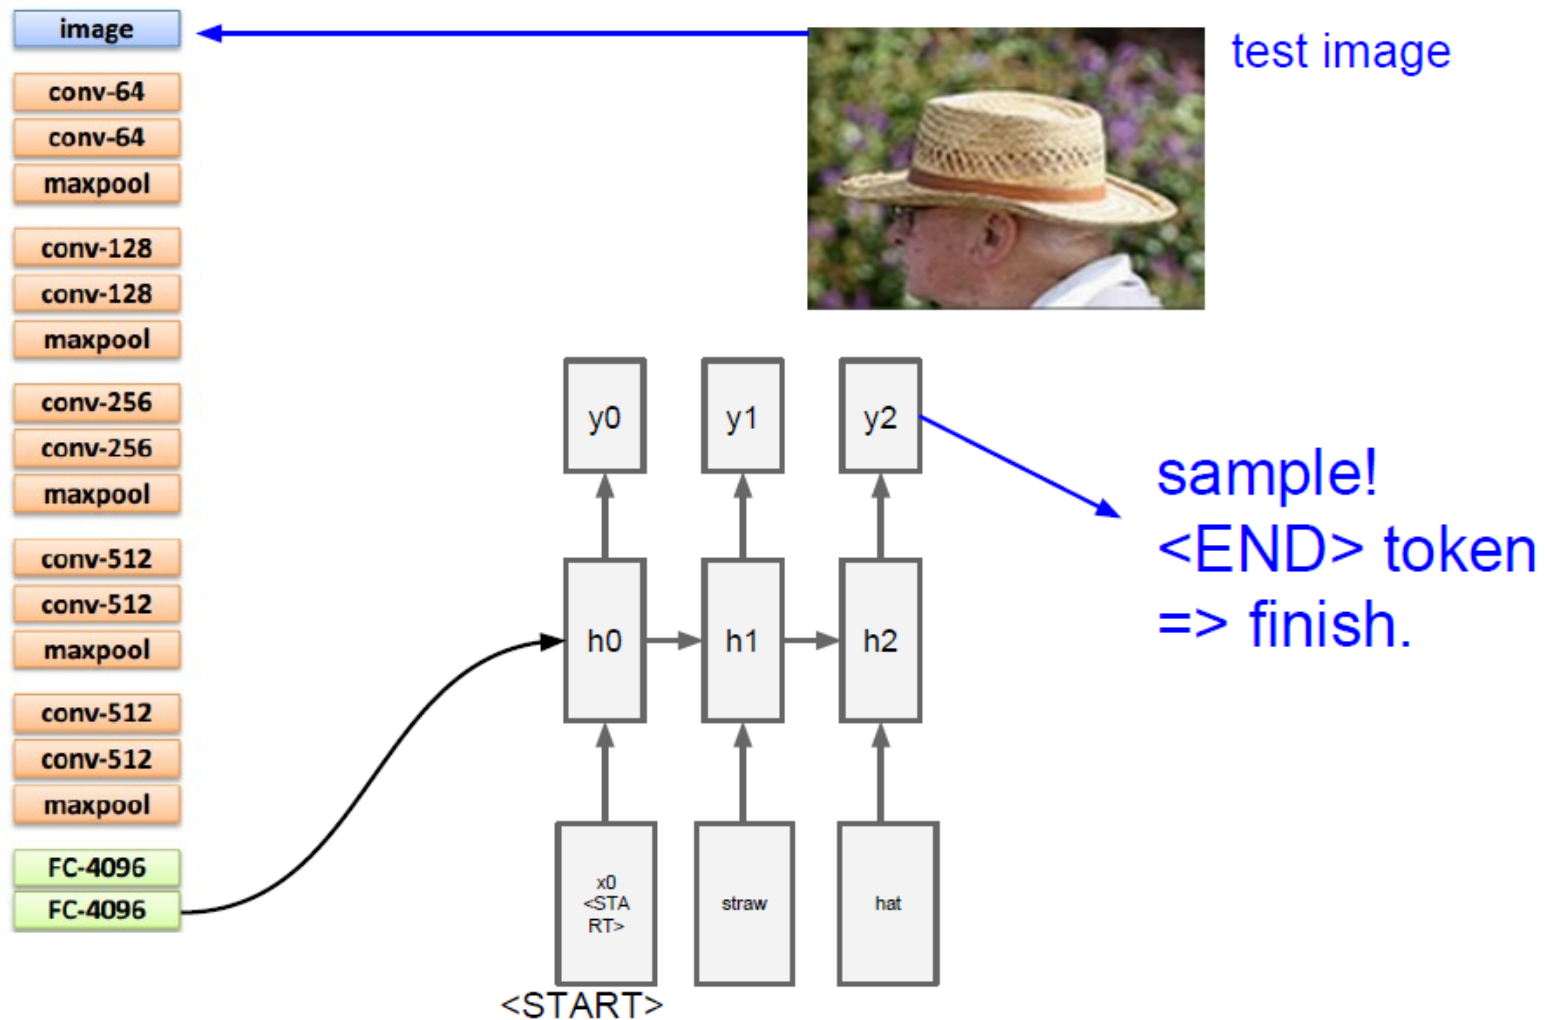 image
conv-64
conv-64
maxpool
conv-128
conv-128
maxpool
conv-256
conv-256
maxpool
conv-512
conv-512
maxpool
conv-512
conv-512
maxpool
FC-4096
FC-4096
test image
y0
y1
y2
sample!
<END> token
=> finish.
h0
h1
h2
x0
<STA
RT>
straw
hat
<START>